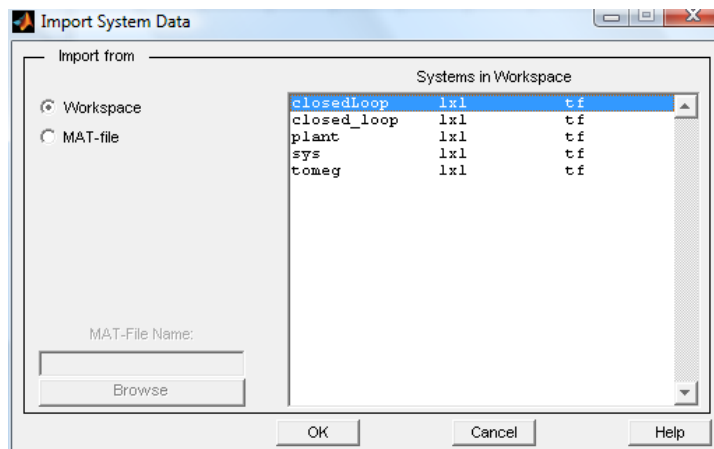 Import System Data
Import from
Systems in Workspace
Workspace
MAT-file
closedLoop 1x1 tf
closed_loop 1x1 tf
plant 1x1 tf
sys 1x1 tf
tomeg 1x1 tf
MAT-File Name:
Browse
OK Cancel Help